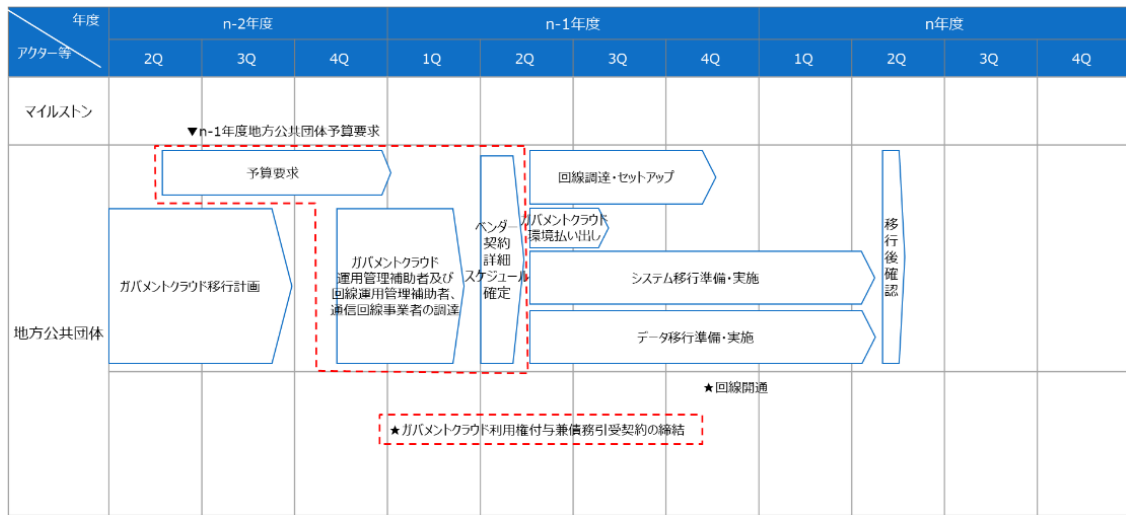 年度
アクター等
n-2年度
n-1年度
n年度
2Q
3Q
4Q
1Q
2Q
3Q
4Q
1Q
2Q
3Q
4Q
マイルストン
▼n-1年度地方公共団体予算要求
地方公共団体
予算要求
ガバメントクラウド移行計画
ガバメントクラウド
運用管理補助者及び
回線運用管理補助者、
通信回線事業者の調達
ベンダー
契約
詳細
スケジュール
確定
回線調達・セットアップ
ガバメントクラウド
環境払い出し
システム移行準備・実施
データ移行準備・実施
移
行
後
確
認
★回線開通
★ガバメントクラウド利用権付与兼債務引受契約の締結